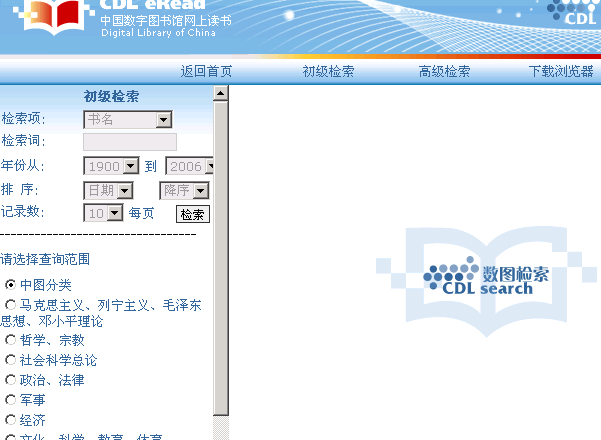 CDL eRead
中国数字图书馆网上读书
Digital Library of China
CDL
返回首页 初级检索 高级检索 下载浏览器
初级检索
检索项: 书名
检索词:
年份从: 1900 到 2006
排 序: 日期 降序
记录数: 10 每页 检索
请选择查询范围
中图分类
马克思主义、列宁主义、毛泽东
思想、邓小平理论
哲学、宗教
社会科学总论
政治、法律
军事
经济
文化、科学、教育、体育
数图检索
CDL search